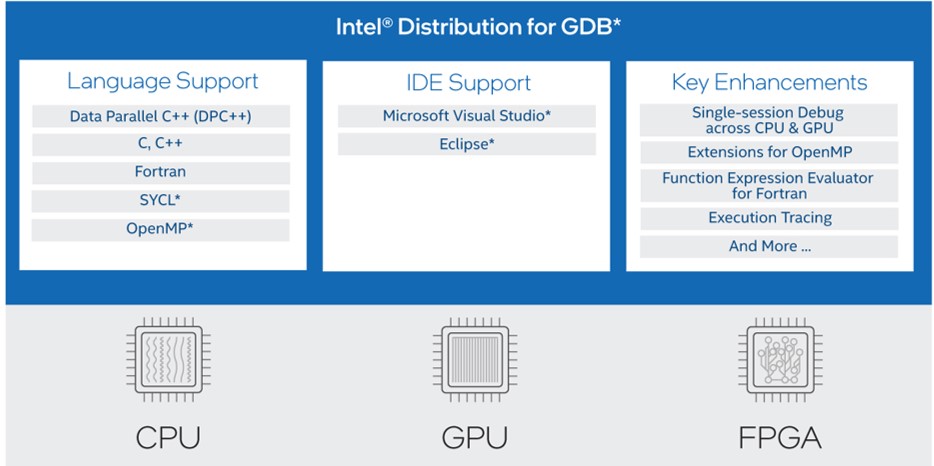 Intel® Distribution for GDB*
Language Support
Data Parallel C++ (DPC++)
C, C++
Fortran
SYCL*
OpenMP*
IDE Support
Microsoft Visual Studio*
Eclipse*
Key Enhancements
Single-session Debug
across CPU & GPU
Extensions for OpenMP
Function Expression Evaluator
for Fortran
Execution Tracing
And More ...
CPU
GPU
FPGA